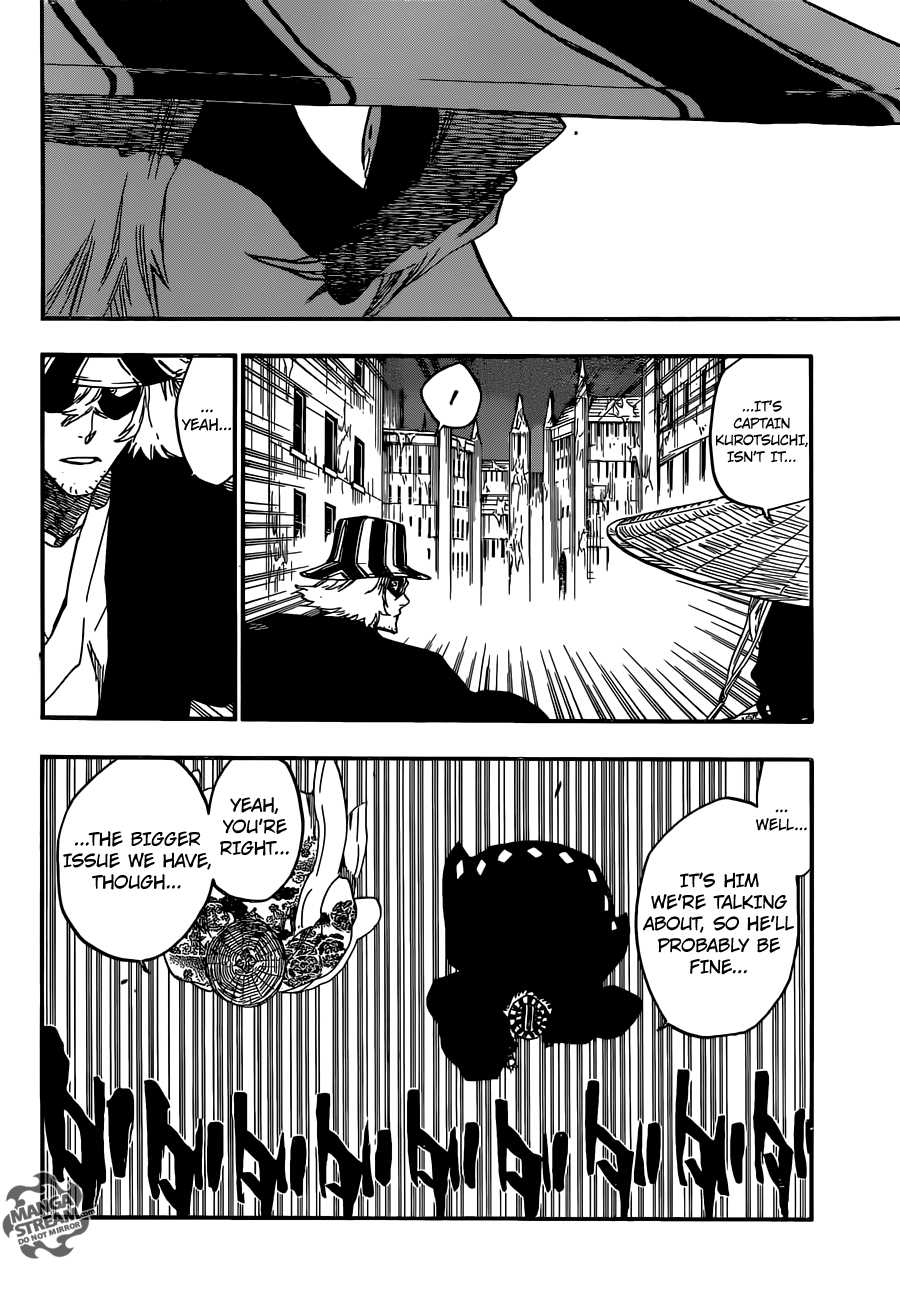 ...IT'S
CAPTAIN
KUROTSUCHI,
ISN'T IT...
...
YEAH...
...
WELL...
IT'S HIM
WE'RE TALKING
ABOUT, SO HE'LL
PROBABLY BE
FINE...
YEAH,
YOU'RE
RIGHT...
...THE BIGGER
ISSUE WE HAVE,
THOUGH...
MANGA
STREAM.com
DO NOT MIRROR